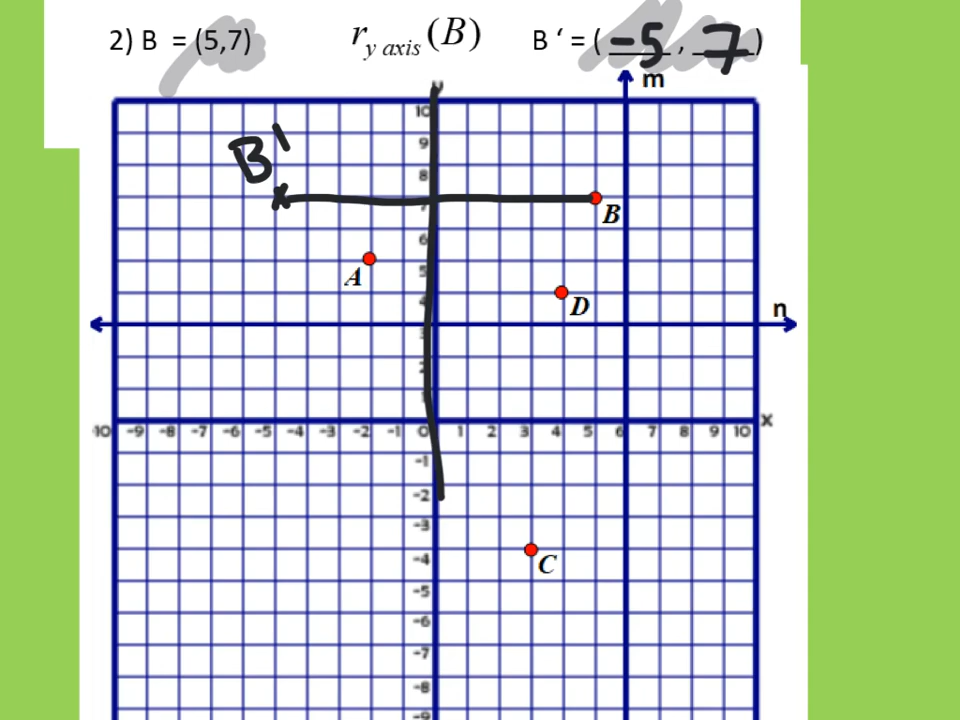 2) B = (5,7) r y axis (B) B ‘ = ( -5 , 7 )
m
y
10
9
B'
8
7
B
6
A
5
D
4
n
3
2
1
x
-10 -9 -8 -7 -6 -5 -4 -3 -2 -1 0 1 2 3 4 5 6 7 8 9 10
-1
-2
-3
-4
C
-5
-6
-7
-8
-9